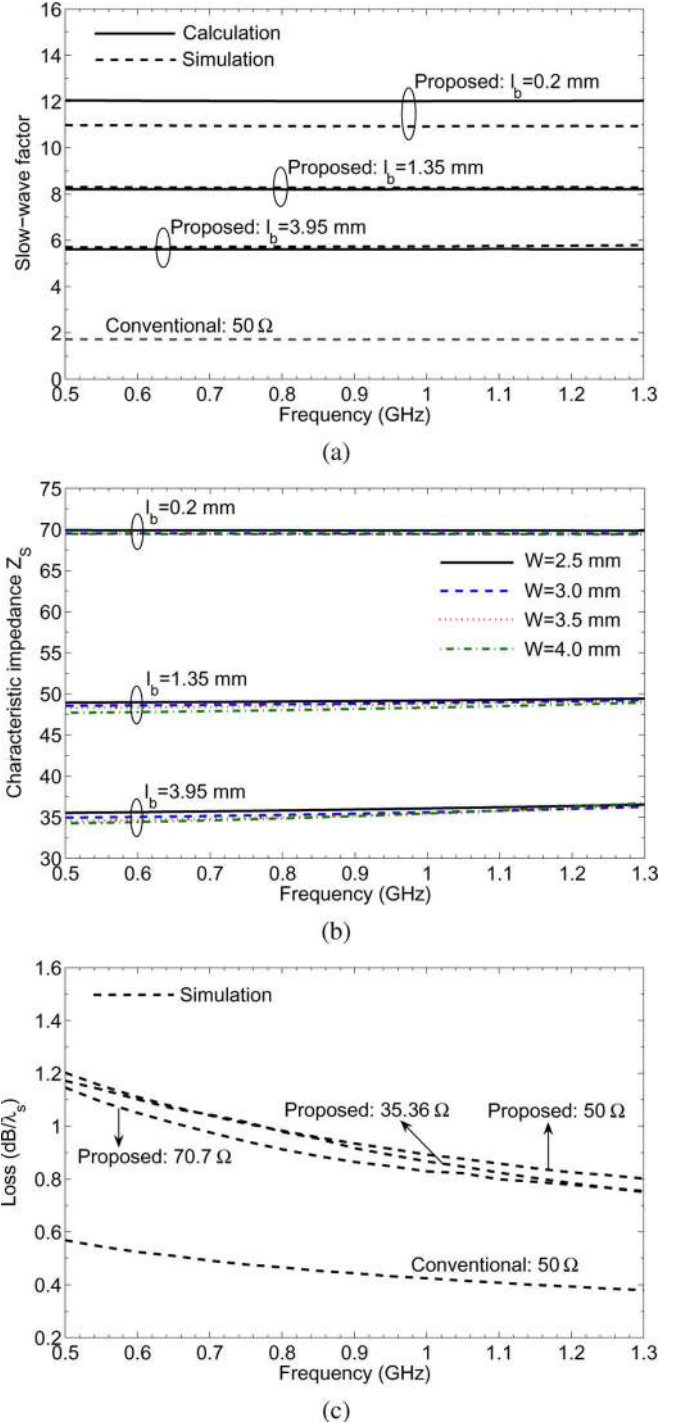 16
14
12
10
8
6
4
2
0
Slow−wave factor
Calculation
Simulation
Proposed: l_b=0.2 mm
Proposed: l_b=1.35 mm
Proposed: l_b=3.95 mm
Conventional: 50 Ω
0.5 0.6 0.7 0.8 0.9 1 1.1 1.2 1.3
Frequency (GHz)
(a)
75
70
65
60
55
50
45
40
35
30
Characteristic impedance Z_S
l_b=0.2 mm
W=2.5 mm
W=3.0 mm
W=3.5 mm
W=4.0 mm
l_b=1.35 mm
l_b=3.95 mm
0.5 0.6 0.7 0.8 0.9 1 1.1 1.2 1.3
Frequency (GHz)
(b)
1.6
1.4
1.2
1
0.8
0.6
0.4
0.2
Loss (dB/λ_s)
Simulation
Proposed: 35.36 Ω
Proposed: 50 Ω
Proposed: 70.7 Ω
Conventional: 50 Ω
0.5 0.6 0.7 0.8 0.9 1 1.1 1.2 1.3
Frequency (GHz)
(c)